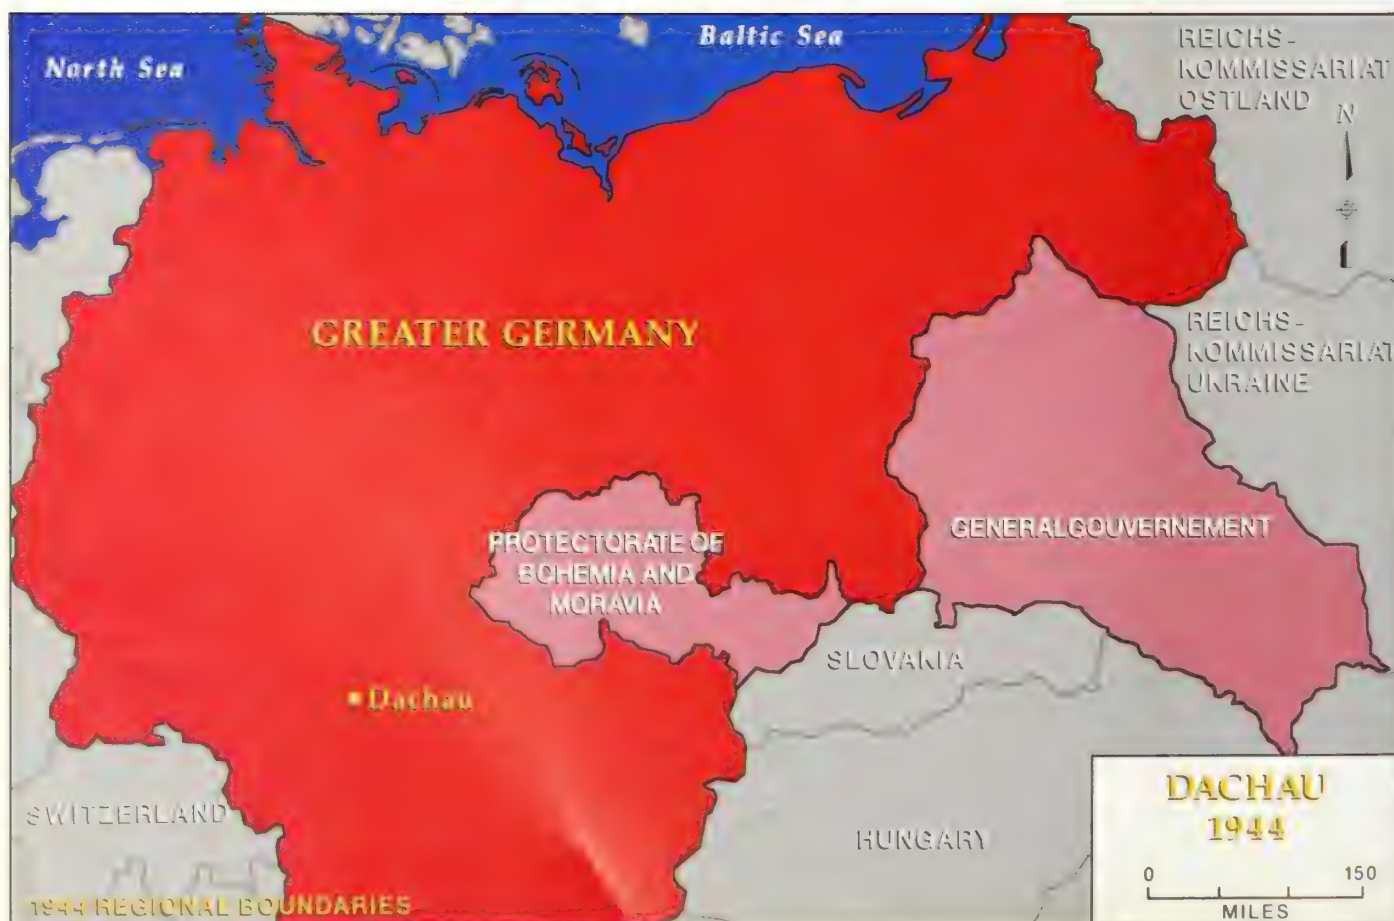 North Sea
Baltic Sea
REICHS-
KOMMISSARIAT
OSTLAND
N
GREATER GERMANY
REICHS-
KOMMISSARIAT
UKRAINE
PROTECTORATE OF
BOHEMIA AND
MORAVIA
GENERALGOUVERNEMENT
SLOVAKIA
Dachau
SWITZERLAND
HUNGARY
DACHAU
1944
0 150
MILES
1944 REGIONAL BOUNDARIES